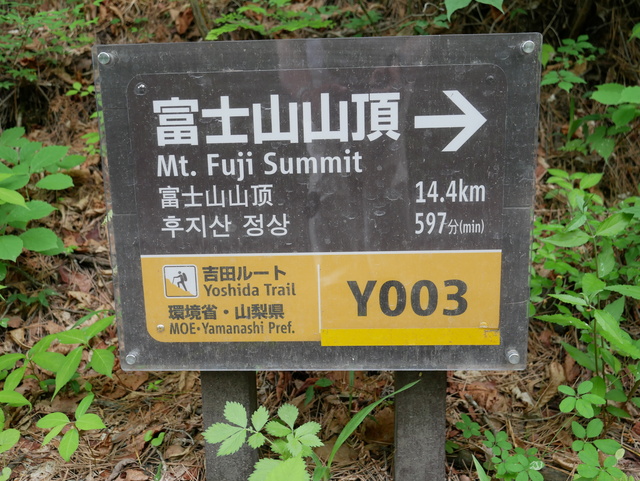 富士山山頂 →
Mt. Fuji Summit
富士山山顶 14.4km
후지산 정상 597分(min)
吉田ルート
Yoshida Trail
環境省・山梨県
MOE・Yamanashi Pref.
Y003